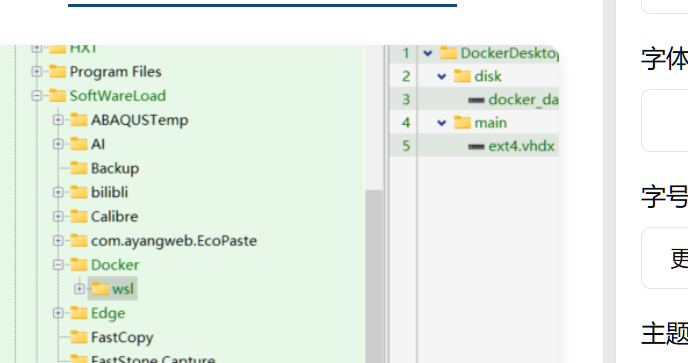 HXT
Program Files
SoftWareLoad
ABAQUSTemp
AI
Backup
bilibli
Calibre
com.ayangweb.EcoPaste
Docker
wsl
Edge
FastCopy
FastStone Capture
1 DockerDesktop
2 disk
3 docker_da
4 main
5 ext4.vhdx
字体
字号
更
主题